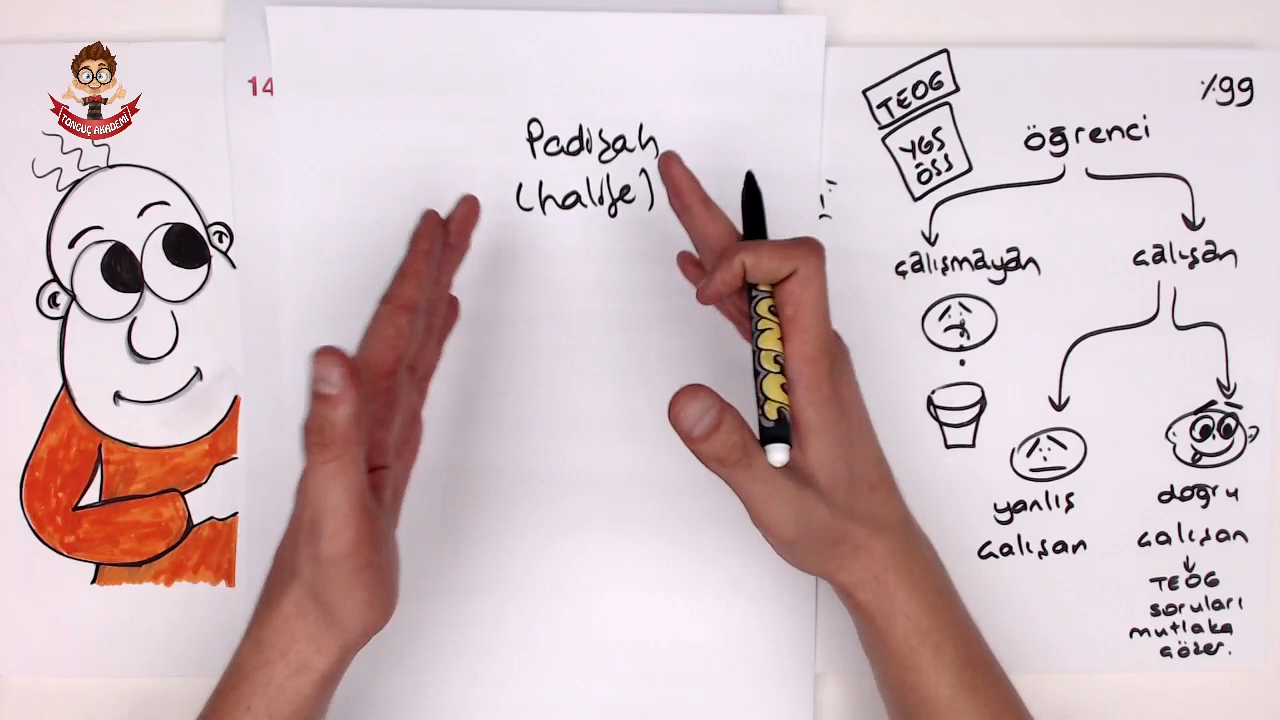 TONGUÇ AKADEMİ
14
Padişah
(halife)
TEOG
YGS
ÖSS
%99
öğrenci
çalışmayan
çalışan
yanlış
çalışan
doğru
çalışan
TEOG
soruları
mutlaka
çözer.